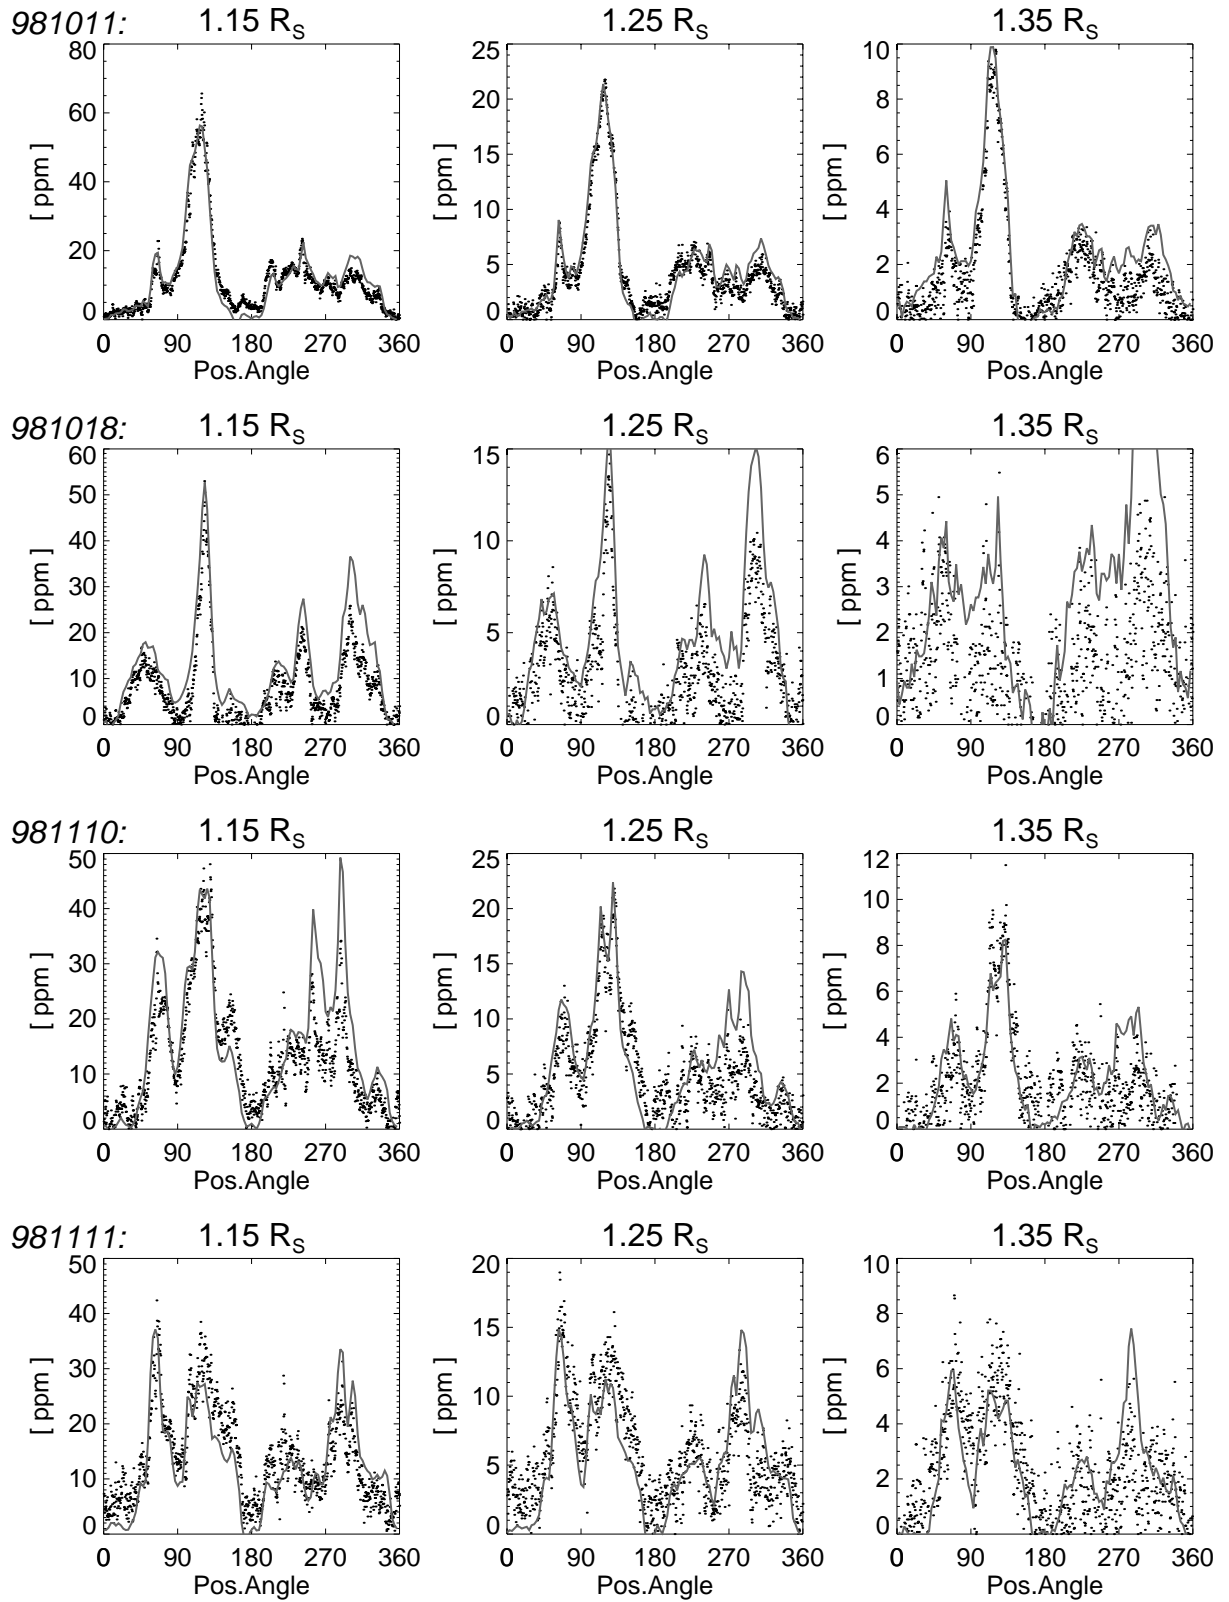 981011: 1.15 R_S 1.25 R_S 1.35 R_S
80 25 10
60 20 8
40 15 6
20 10 4
0 5 2
0 0
[ ppm ] [ ppm ] [ ppm ]
0 90 180 270 360 0 90 180 270 360 0 90 180 270 360
Pos.Angle Pos.Angle Pos.Angle
981018: 1.15 R_S 1.25 R_S 1.35 R_S
60 15 6
50 10 5
40 5 4
30 0 3
20 2
10 1
0 0
[ ppm ] [ ppm ] [ ppm ]
0 90 180 270 360 0 90 180 270 360 0 90 180 270 360
Pos.Angle Pos.Angle Pos.Angle
981110: 1.15 R_S 1.25 R_S 1.35 R_S
50 25 12
40 20 10
30 15 8
20 10 6
10 5 4
0 0 2
0
[ ppm ] [ ppm ] [ ppm ]
0 90 180 270 360 0 90 180 270 360 0 90 180 270 360
Pos.Angle Pos.Angle Pos.Angle
981111: 1.15 R_S 1.25 R_S 1.35 R_S
50 20 10
40 15 8
30 10 6
20 5 4
10 0 2
0 0
[ ppm ] [ ppm ] [ ppm ]
0 90 180 270 360 0 90 180 270 360 0 90 180 270 360
Pos.Angle Pos.Angle Pos.Angle